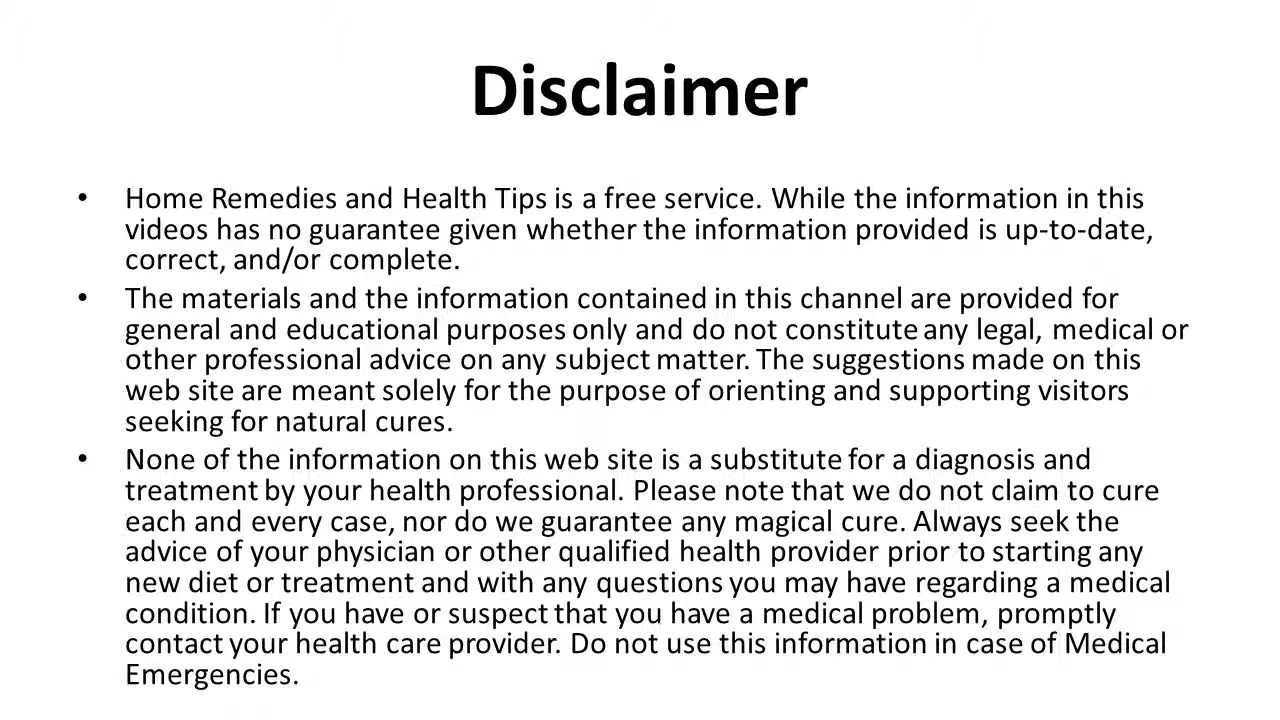 Disclaimer
• Home Remedies and Health Tips is a free service. While the information in this
videos has no guarantee given whether the information provided is up-to-date,
correct, and/or complete.
• The materials and the information contained in this channel are provided for
general and educational purposes only and do not constitute any legal, medical or
other professional advice on any subject matter. The suggestions made on this
web site are meant solely for the purpose of orienting and supporting visitors
seeking for natural cures.
• None of the information on this web site is a substitute for a diagnosis and
treatment by your health professional. Please note that we do not claim to cure
each and every case, nor do we guarantee any magical cure. Always seek the
advice of your physician or other qualified health provider prior to starting any
new diet or treatment and with any questions you may have regarding a medical
condition. If you have or suspect that you have a medical problem, promptly
contact your health care provider. Do not use this information in case of Medical
Emergencies.